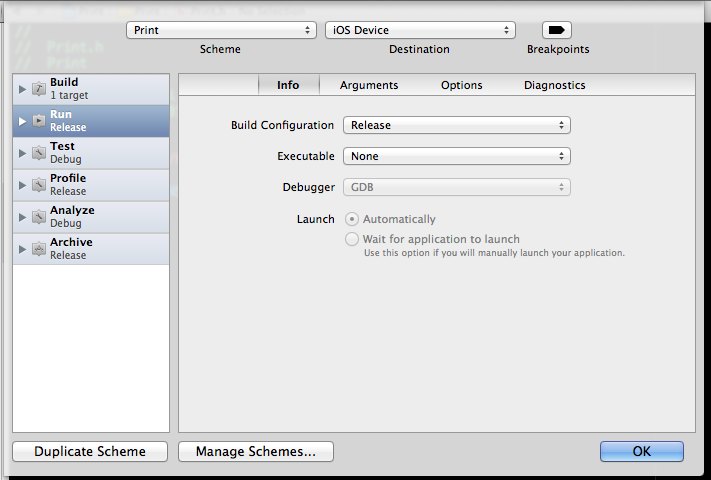 Print
iOS Device
Scheme
Destination
Breakpoints
//
// Print.h
// Print
Build
1 target
Run
Release
Test
Debug
Profile
Release
Analyze
Debug
Archive
Release
Info
Arguments
Options
Diagnostics
Build Configuration
Release
Executable
None
Debugger
GDB
Launch
Automatically
Wait for application to launch
Use this option if you will manually launch your application.
Duplicate Scheme
Manage Schemes...
OK